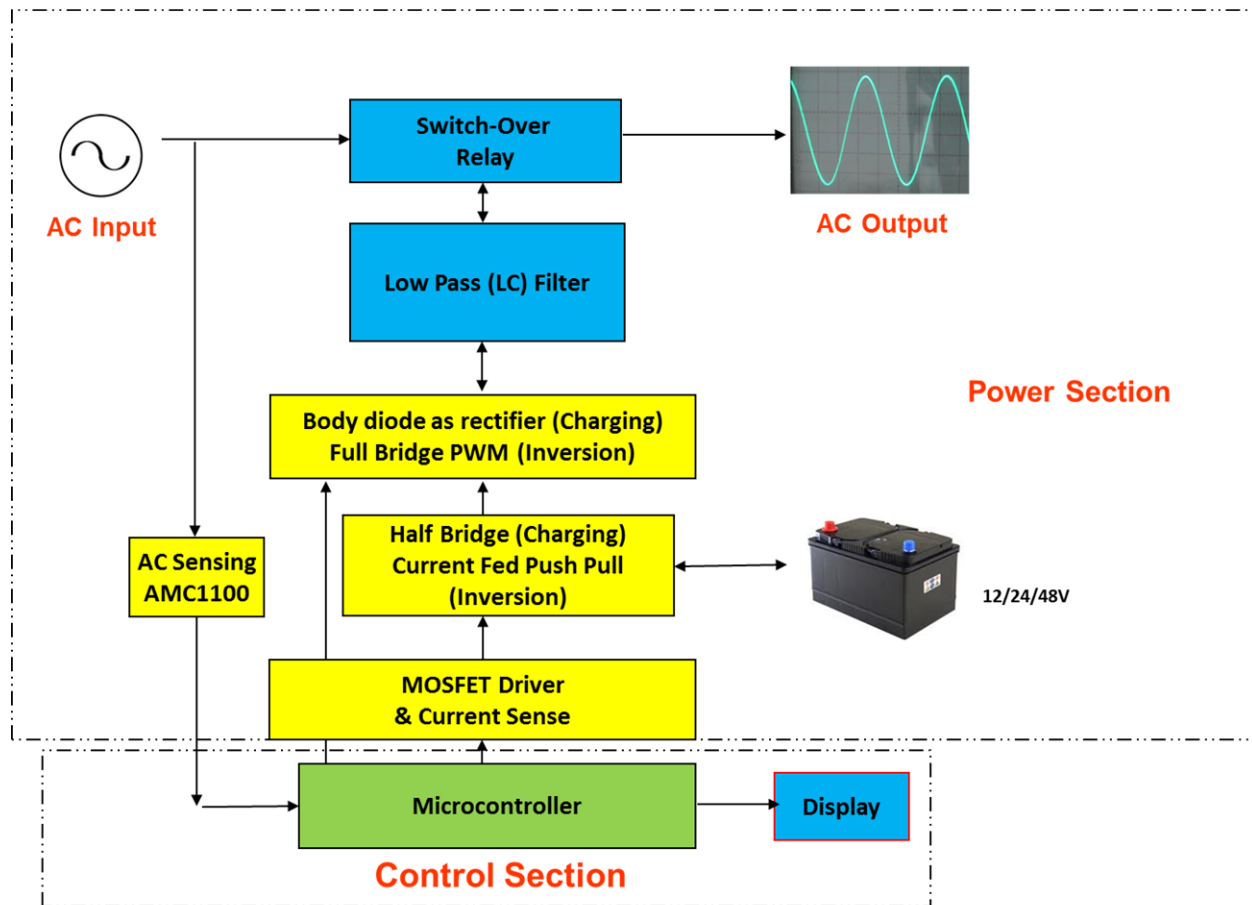 Switch-Over
Relay
AC Input
AC Output
Low Pass (LC) Filter
Power Section
Body diode as rectifier (Charging)
Full Bridge PWM (Inversion)
Half Bridge (Charging)
Current Fed Push Pull
(Inversion)
AC Sensing
AMC1100
12/24/48V
MOSFET Driver
& Current Sense
Microcontroller
Display
Control Section